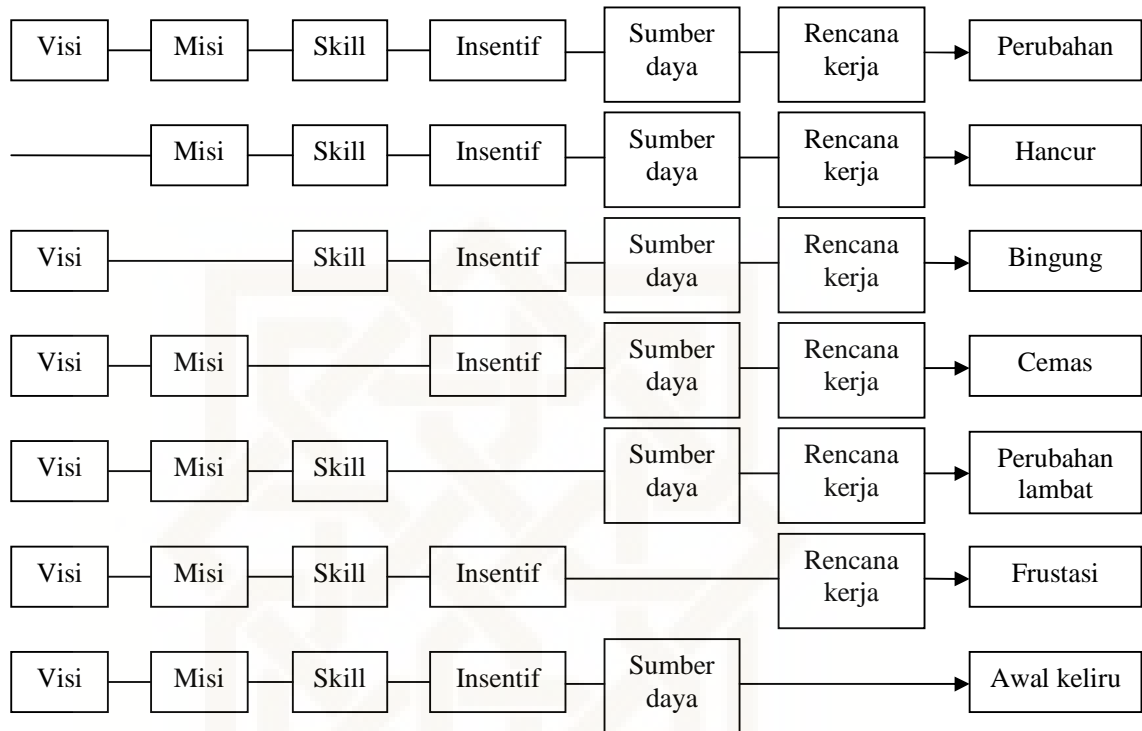 Visi Misi Skill Insentif Sumber daya Rencana kerja Perubahan
Misi Skill Insentif Sumber daya Rencana kerja Hancur
Visi Skill Insentif Sumber daya Rencana kerja Bingung
Visi Misi Insentif Sumber daya Rencana kerja Cemas
Visi Misi Skill Sumber daya Rencana kerja Perubahan lambat
Visi Misi Skill Insentif Rencana kerja Frustasi
Visi Misi Skill Insentif Sumber daya Awal keliru